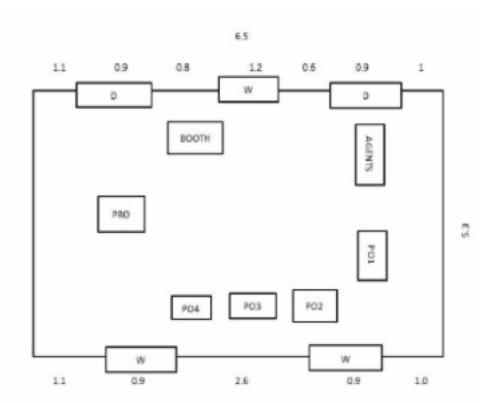 6.5
1.1 0.9 0.8 1.2 0.6 0.9 1
D W D
BOOTH
AGENTS
PRO
PO1
6.5
PO4 PO3 PO2
W W
1.1 0.9 2.6 0.9 1.0